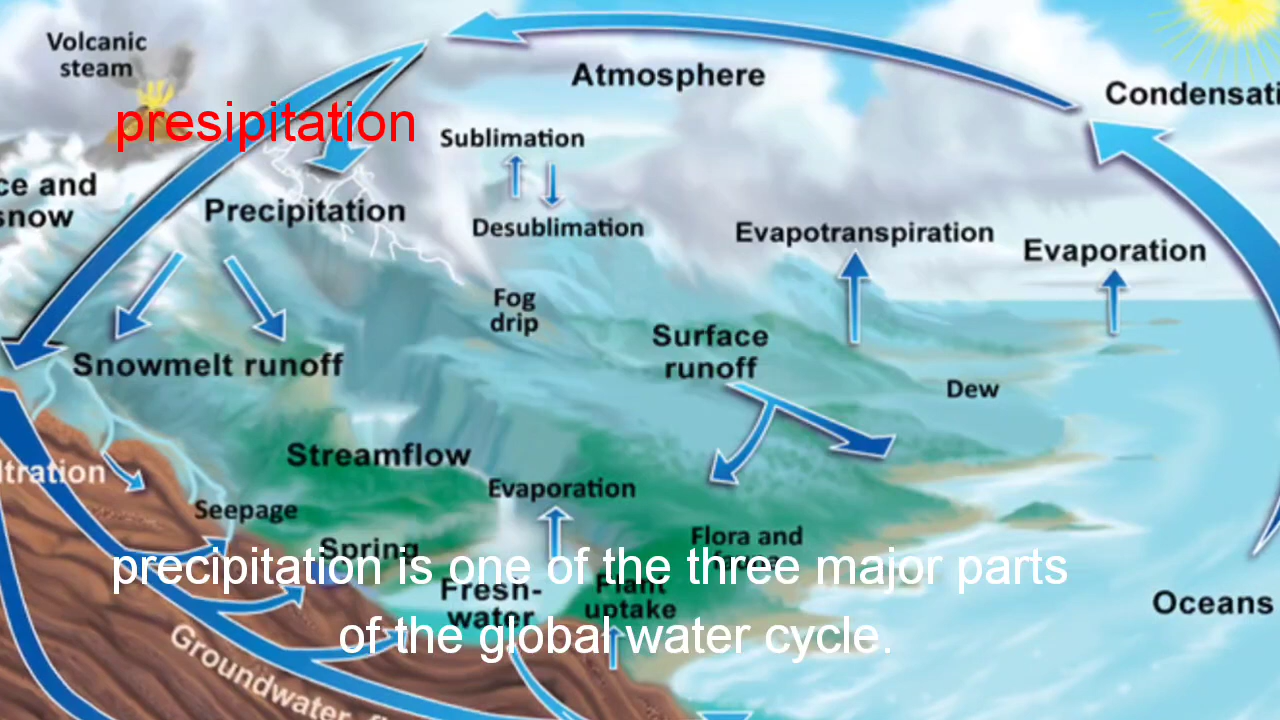 Volcanic
steam
Atmosphere
Condensati
presipitation
Sublimation
ce and
snow
Precipitation
Desublimation
Evapotranspiration
Evaporation
Fog
drip
Surface
runoff
Snowmelt runoff
Dew
Streamflow
ltration
Evaporation
Seepage
Flora and
Spring
precipitation is one of the three major parts
of the global water cycle.
Fresh-
water
Plant
uptake
Oceans
Groundwater